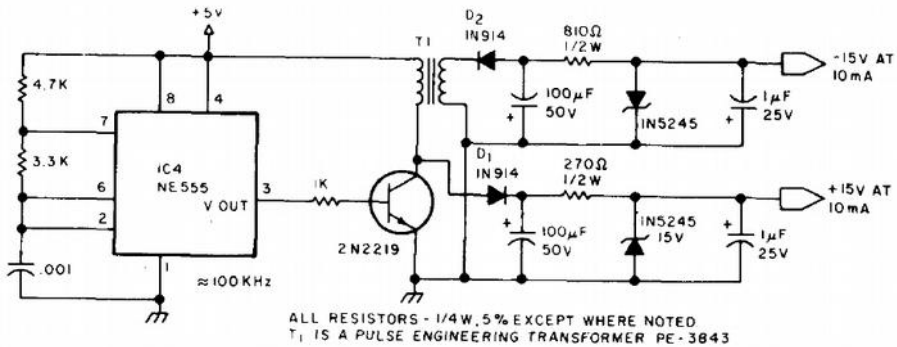 +5V
4.7K
3.3K
.001
7
6
2
8
4
3
1
IC4
NE555
V OUT
≈100KHz
1K
2N2219
T1
D2
IN914
810Ω
1/2W
100µF
50V
+
IN5245
1µF
25V
+
-15V AT
10mA
D1
IN914
270Ω
1/2W
+
100µF
50V
IN5245
15V
+
1µF
25V
+15V AT
10mA
ALL RESISTORS - 1/4W, 5% EXCEPT WHERE NOTED
T1 IS A PULSE ENGINEERING TRANSFORMER PE-3843